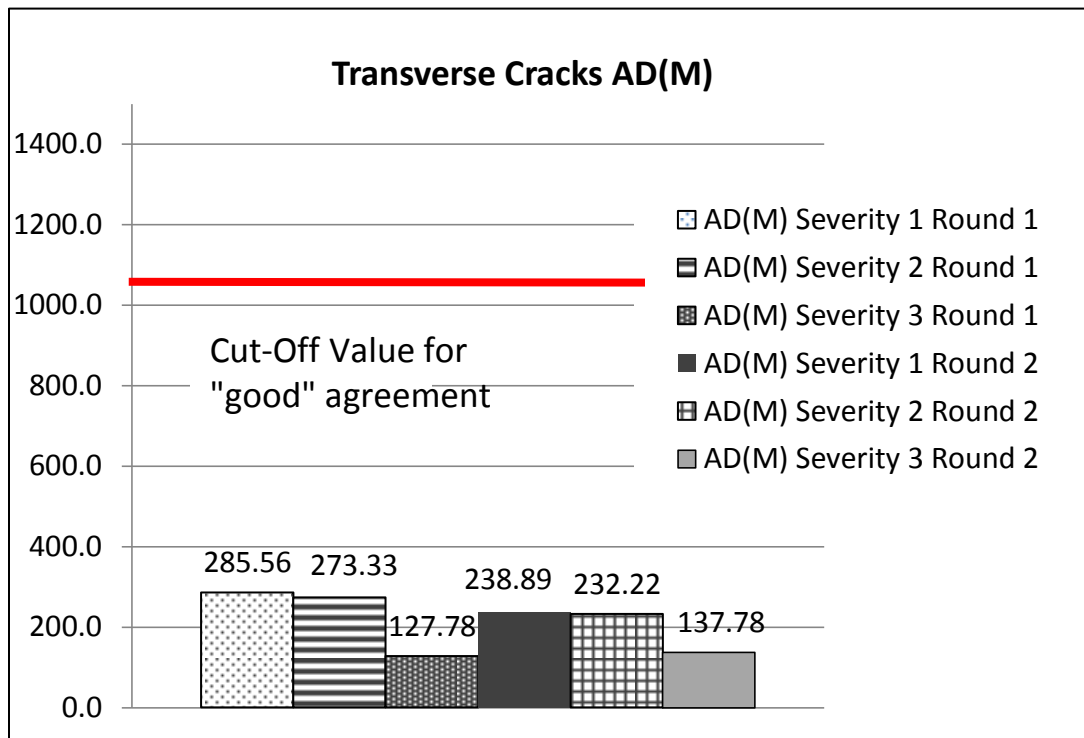 Transverse Cracks AD(M)
1400.0
1200.0
1000.0
800.0
600.0
400.0
200.0
0.0
Cut-Off Value for
"good" agreement
285.56
273.33
127.78
238.89
232.22
137.78
AD(M) Severity 1 Round 1
AD(M) Severity 2 Round 1
AD(M) Severity 3 Round 1
AD(M) Severity 1 Round 2
AD(M) Severity 2 Round 2
AD(M) Severity 3 Round 2